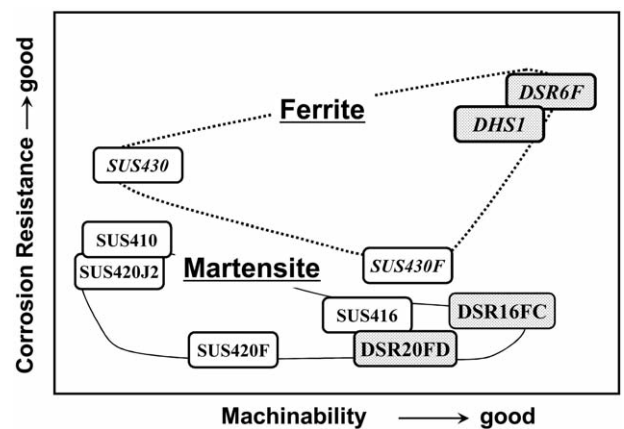 Corrosion Resistance → good
DSR6F
Ferrite
DHS1
SUS430
SUS410
SUS420J2
Martensite
SUS430F
SUS416
DSR16FC
SUS420F
DSR20FD
Machinability → good